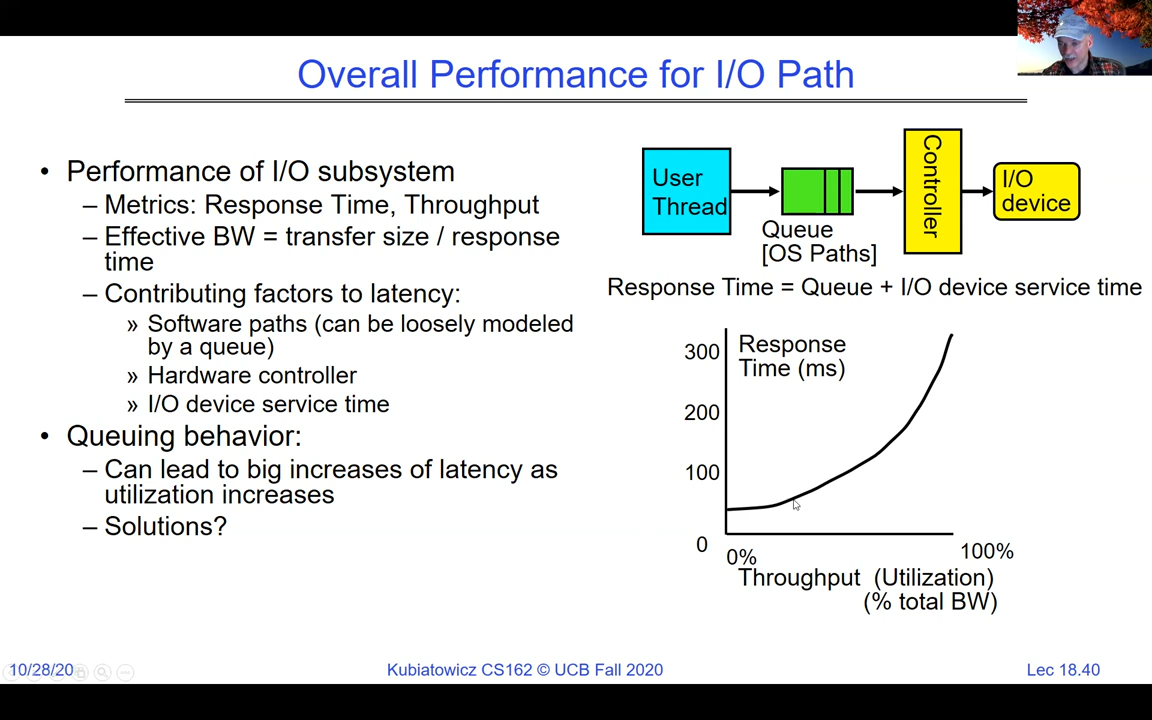 Overall Performance for I/O Path
• Performance of I/O subsystem
– Metrics: Response Time, Throughput
– Effective BW = transfer size / response
time
– Contributing factors to latency:
» Software paths (can be loosely modeled
by a queue)
» Hardware controller
» I/O device service time
• Queuing behavior:
– Can lead to big increases of latency as
utilization increases
– Solutions?
User
Thread
Queue
[OS Paths]
Controller
I/O
device
Response Time = Queue + I/O device service time
Response
Time (ms)
300
200
100
0
0%
100%
Throughput (Utilization)
(% total BW)
10/28/20
Kubiatowicz CS162 © UCB Fall 2020
Lec 18.40